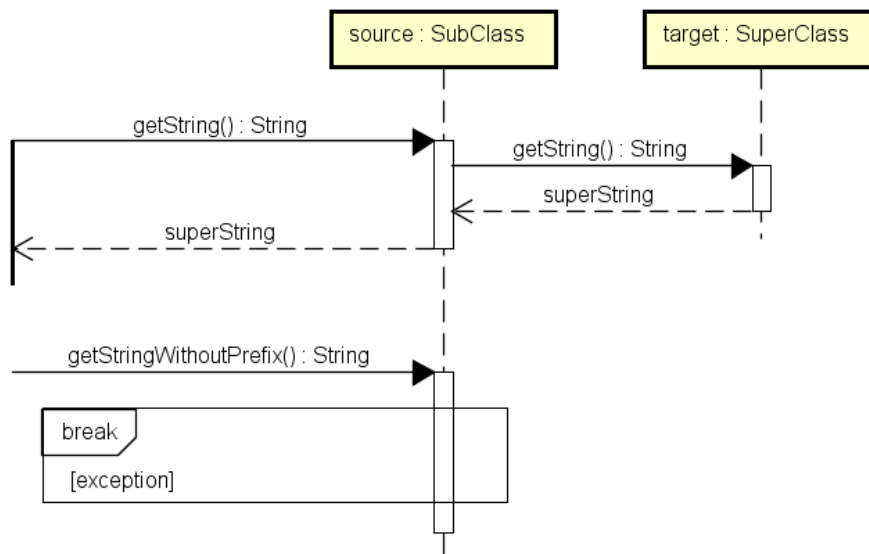 source : SubClass
target : SuperClass
getString() : String
getString() : String
superString
superString
getStringWithoutPrefix() : String
break
[exception]